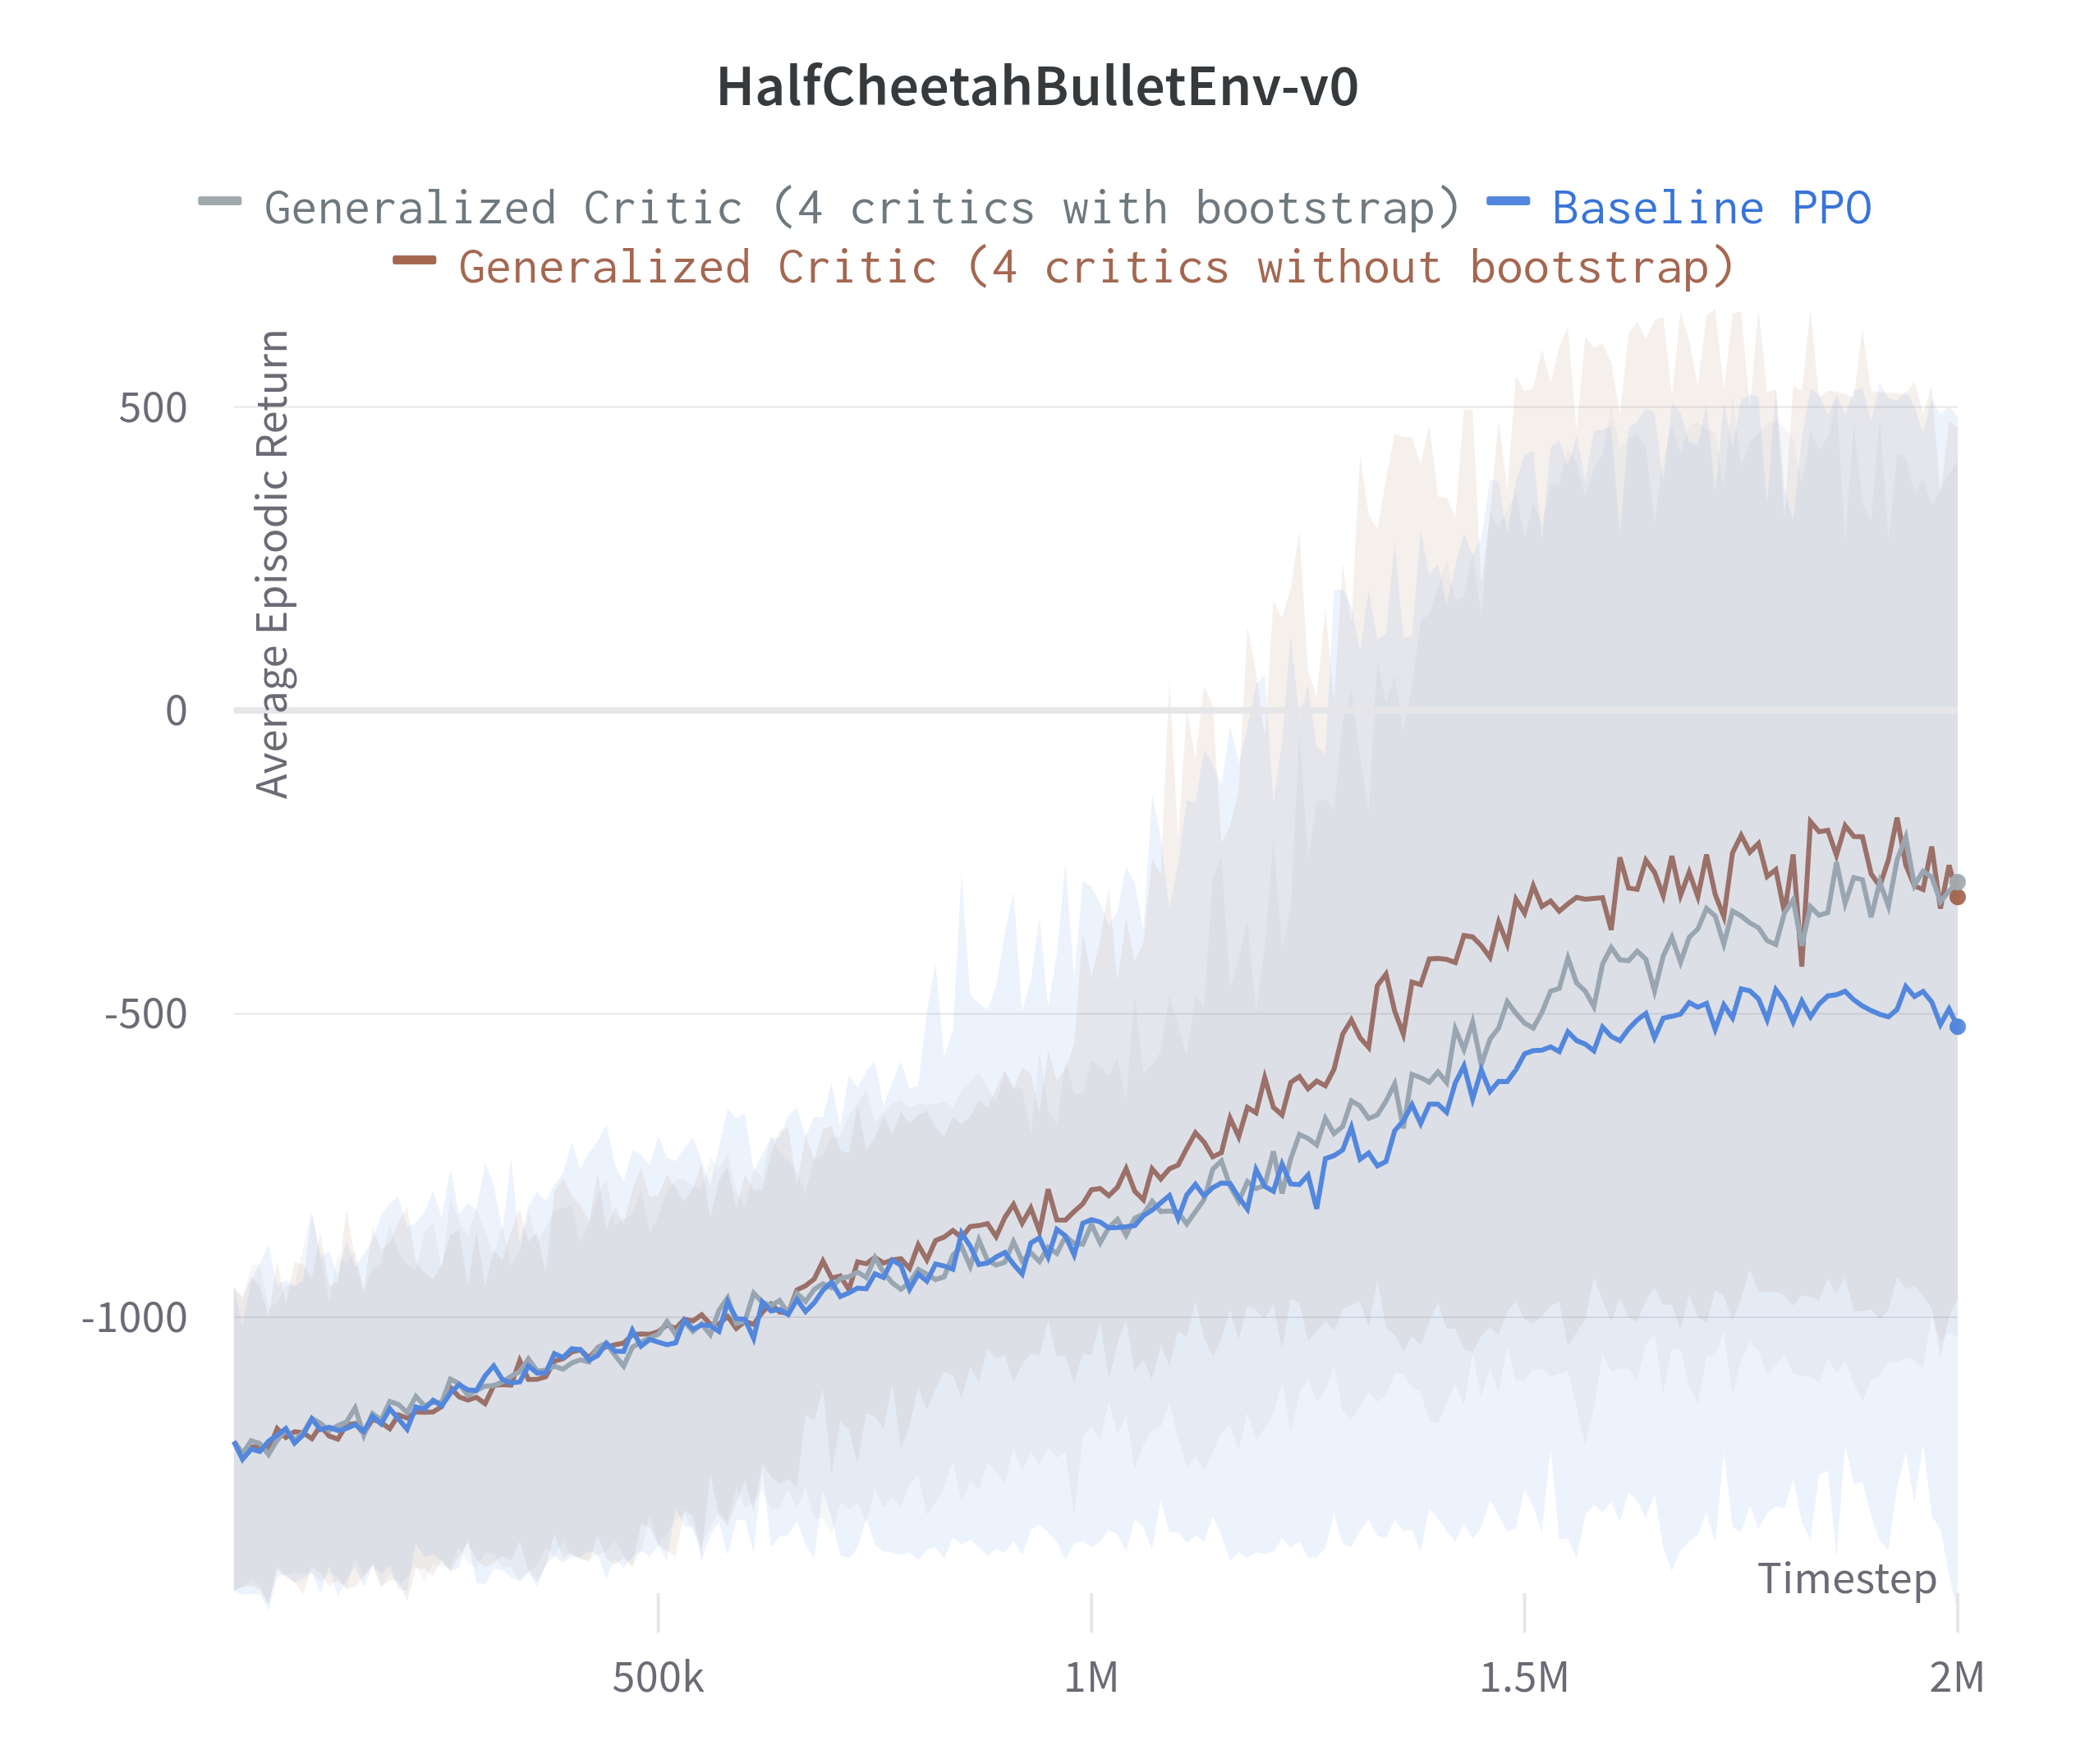 HalfCheetahBulletEnv-v0
Generalized Critic (4 critics with bootstrap) Baseline PPO
Generalized Critic (4 critics without bootstrap)
Average Episodic Return
500
0
-500
-1000
Timestep
500k 1M 1.5M 2M